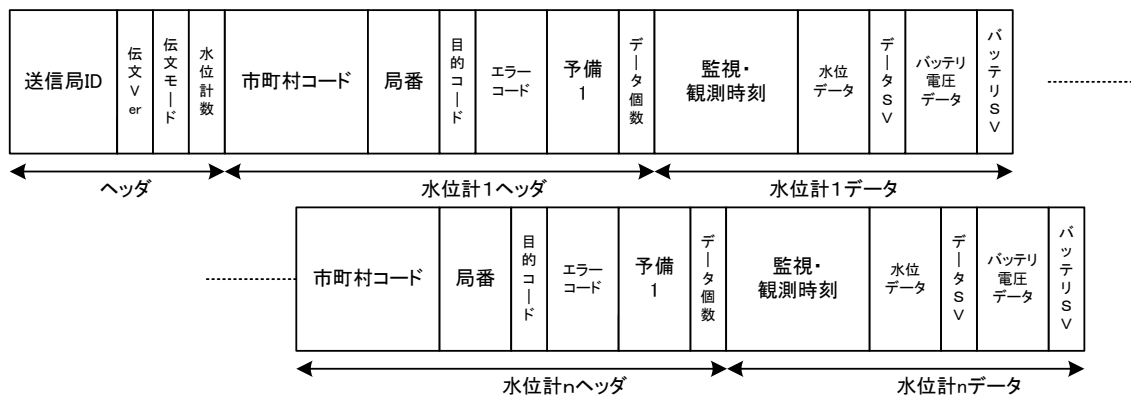 送信局ID
伝文Ver
伝文モード
水位計数
市町村コード
局番
目的コード
エラー
コード
予備
1
データ個数
監視・
観測時刻
水位
データ
データSV
バッテリ
電圧
データ
バッテリSV
ヘッダ
水位計1ヘッダ
水位計1データ
市町村コード
局番
目的コード
エラー
コード
予備
1
データ個数
監視・
観測時刻
水位
データ
データSV
バッテリ
電圧
データ
バッテリSV
水位計nヘッダ
水位計nデータ